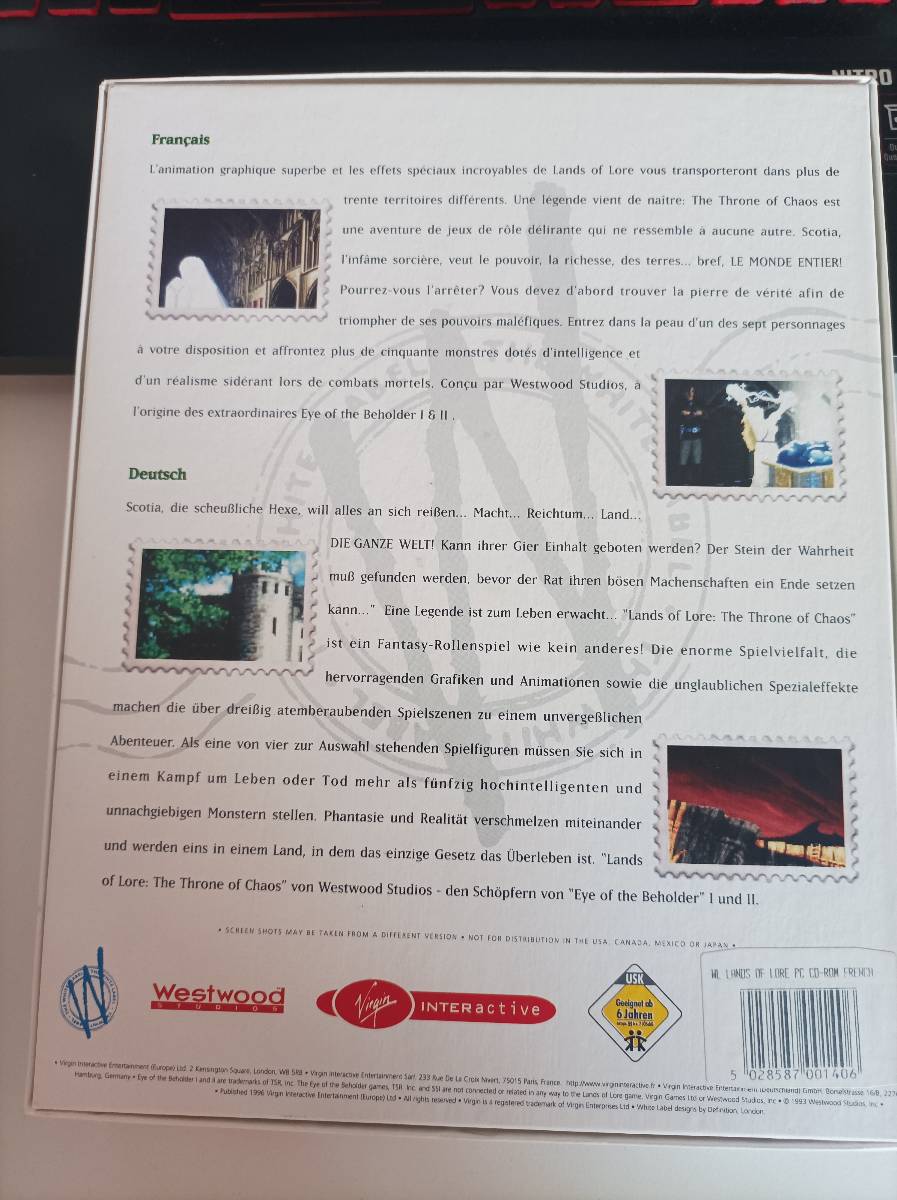 NITRO
Français
L'animation graphique superbe et les effets spéciaux incroyables de Lands of Lore vous transporteront dans plus de
trente territoires différents. Une légende vient de naître: The Throne of Chaos est
une aventure de jeux de rôle délirante qui ne ressemble à aucune autre. Scotia,
l'infâme sorcière, veut le pouvoir, la richesse, des terres... bref, LE MONDE ENTIER!
Pourrez-vous l'arrêter? Vous devez d'abord trouver la pierre de vérité afin de
triompher de ses pouvoirs maléfiques. Entrez dans la peau d'un des sept personnages
à votre disposition et affrontez plus de cinquante monstres dotés d'intelligence et
d'un réalisme sidérant lors de combats mortels. Conçu par Westwood Studios, à
l'origine des extraordinaires Eye of the Beholder I & II .
Deutsch
Scotia, die scheußliche Hexe, will alles an sich reißen... Macht... Reichtum... Land...
DIE GANZE WELT! Kann ihrer Gier Einhalt geboten werden? Der Stein der Wahrheit
muß gefunden werden, bevor der Rat ihren bösen Machenschaften ein Ende setzen
kann..." Eine Legende ist zum Leben erwacht... "Lands of Lore: The Throne of Chaos"
ist ein Fantasy-Rollenspiel wie kein anderes! Die enorme Spielvielfalt, die
hervorragenden Grafiken und Animationen sowie die unglaublichen Spezialeffekte
machen die über dreißig atemberaubenden Spielszenen zu einem unvergeßlichen
Abenteuer. Als eine von vier zur Auswahl stehenden Spielfiguren müssen Sie sich in
einem Kampf um Leben oder Tod mehr als fünfzig hochintelligenten und
unnachgiebigen Monstern stellen. Phantasie und Realität verschmelzen miteinander
und werden eins in einem Land, in dem das einzige Gesetz das Überleben ist. "Lands
of Lore: The Throne of Chaos" von Westwood Studios - den Schöpfern von "Eye of the Beholder" I und II.
• SCREEN SHOTS MAY BE TAKEN FROM A DIFFERENT VERSION • NOT FOR DISTRIBUTION IN THE USA, CANADA, MEXICO OR JAPAN •
Westwood
STUDIOS
Virgin INTERactive
USK
Geeignet ab
6 Jahren
WL LANDS OF LORE PC CD-ROM FRENCH
5 028587 001406
• Virgin Interactive Entertainment (Europe) Ltd. 2 Kensington Square, London, W8 5RB • Virgin Interactive Entertainment Sarl. 233 Rue De La Croix Nivert, 75015 Paris, France. http://www.virgininteractive.fr • Virgin Interactive Entertainment (Deutschland) GmbH.
Hamburg, Germany • Eye of the Beholder I and II are trademarks of TSR, Inc. The Eye of the Beholder games, TSR, Inc. and SSI are not connected or related in any way to the Lands of Lore game, Virgin Games Ltd or Westwood Studios, Inc • © 1993 Westwood Studios, Inc •
• Published 1996 Virgin Interactive Entertainment (Europe) Ltd • All rights reserved • Virgin is a registered trademark of Virgin Enterprises Ltd • White Label designs by Definition, London.